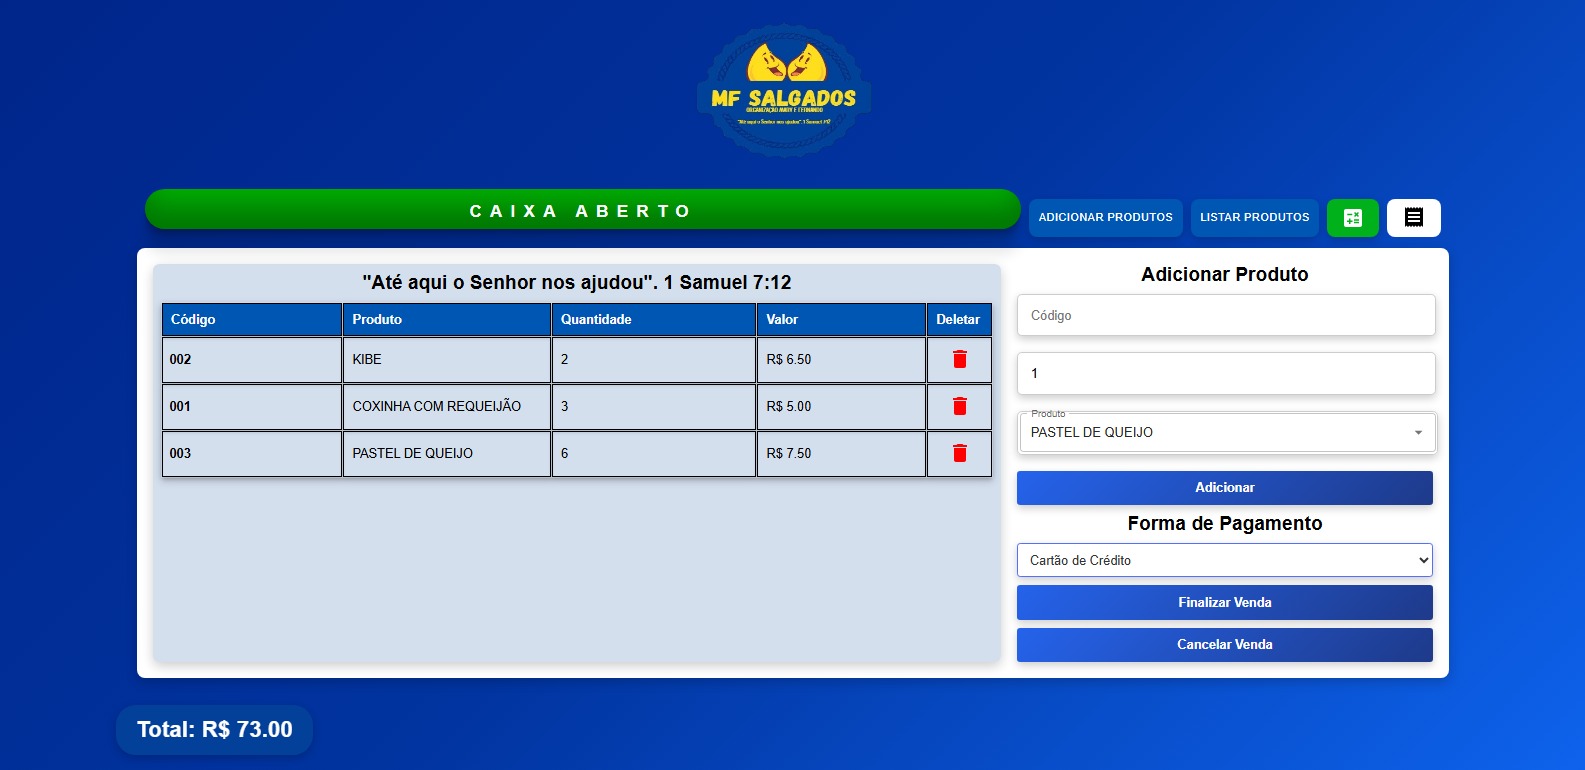 MF SALGADOS
ORGANIZAÇÃO MARY E FERNANDO
"Até aqui o Senhor nos ajudou". 1 Samuel 7:12
CAIXA ABERTO
ADICIONAR PRODUTOS
LISTAR PRODUTOS
"Até aqui o Senhor nos ajudou". 1 Samuel 7:12
Código Produto Quantidade Valor Deletar
002 KIBE 2 R$ 6.50
001 COXINHA COM REQUEIJÃO 3 R$ 5.00
003 PASTEL DE QUEIJO 6 R$ 7.50
Adicionar Produto
Código
1
Produto
PASTEL DE QUEIJO
Adicionar
Forma de Pagamento
Cartão de Crédito
Finalizar Venda
Cancelar Venda
Total: R$ 73.00